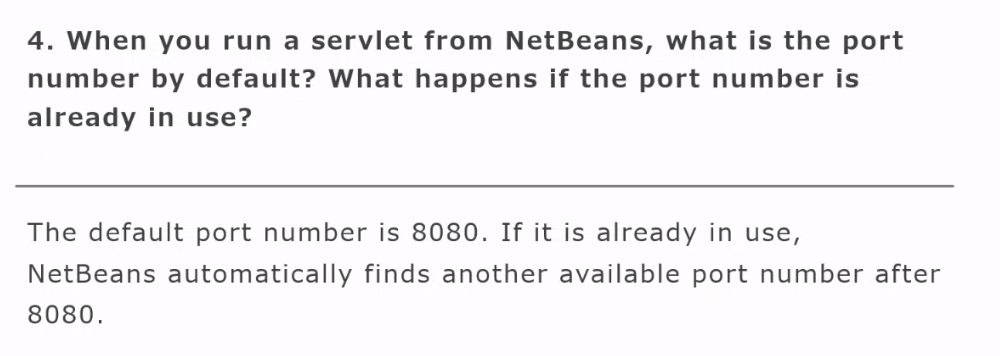 4. When you run a servlet from NetBeans, what is the port
number by default? What happens if the port number is
already in use?
The default port number is 8080. If it is already in use,
NetBeans automatically finds another available port number after
8080.